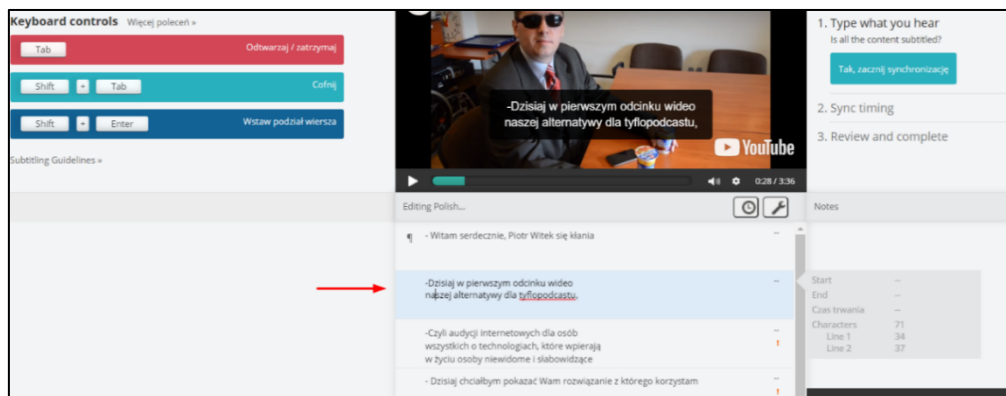 Keyboard controls Więcej poleceń »
Tab Odtwarzaj / zatrzymaj
Shift + Tab Cofnij
Shift + Enter Wstaw podział wiersza
Subtitling Guidelines »
-Dzisiaj w pierwszym odcinku wideo
naszej alternatywy dla tyflopodcastu,
YouTube
0:28 / 3:36
Editing Polish...
¶ - Witam serdecznie, Piotr Witek się kłania --
-Dzisiaj w pierwszym odcinku wideo --
naszej alternatywy dla tyflopodcastu,
-Czyli audycji internetowych dla osób --
wszystkich o technologiach, które wpierają !
w życiu osoby niewidome i słabowidzące
- Dzisiaj chciałbym pokazać Wam rozwiązanie z którego korzystam --
!
1. Type what you hear
Is all the content subtitled?
Tak, zacznij synchronizację
2. Sync timing
3. Review and complete
Notes
Start --
End --
Czas trwania --
Characters 71
Line 1 34
Line 2 37